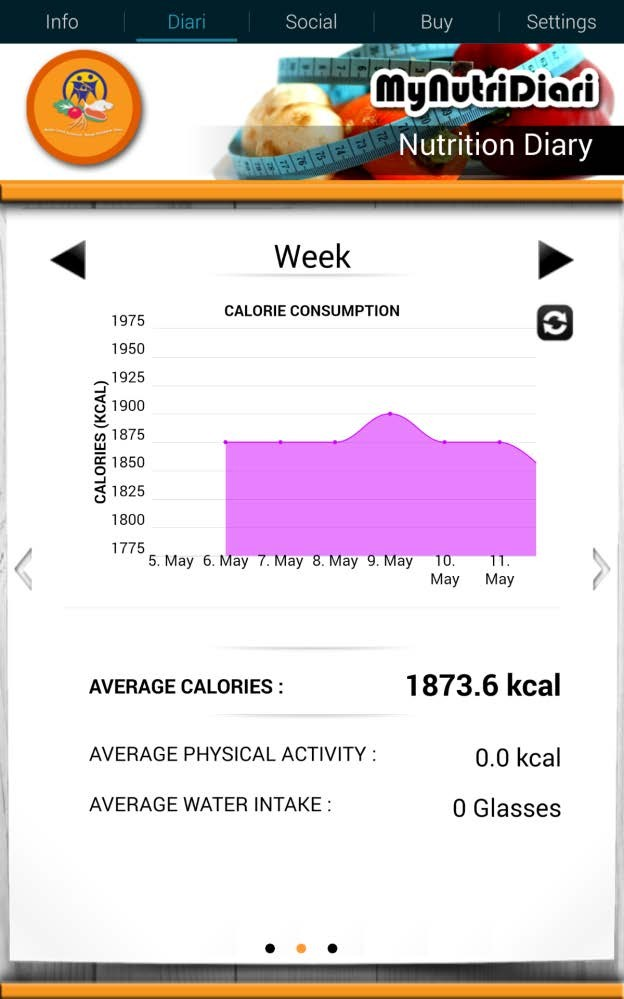 Info Diari Social Buy Settings
MyNutriDiari
Nutrition Diary
Week
CALORIE CONSUMPTION
CALORIES (KCAL)
1975
1950
1925
1900
1875
1850
1825
1800
1775
5. May 6. May 7. May 8. May 9. May 10. May 11. May
AVERAGE CALORIES : 1873.6 kcal
AVERAGE PHYSICAL ACTIVITY : 0.0 kcal
AVERAGE WATER INTAKE : 0 Glasses